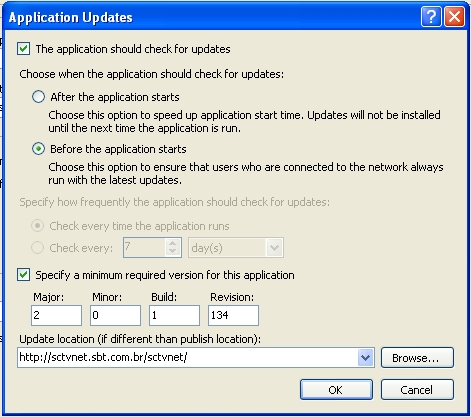 Application Updates
The application should check for updates
Choose when the application should check for updates:
After the application starts
Choose this option to speed up application start time. Updates will not be installed
until the next time the application is run.
Before the application starts
Choose this option to ensure that users who are connected to the network always
run with the latest updates.
Specify how frequently the application should check for updates:
Check every time the application runs
Check every: 7 day(s)
Specify a minimum required version for this application
Major: Minor: Build: Revision:
2 0 1 134
Update location (if different than publish location):
http://sctvnet.sbt.com.br/sctvnet/ Browse...
OK Cancel